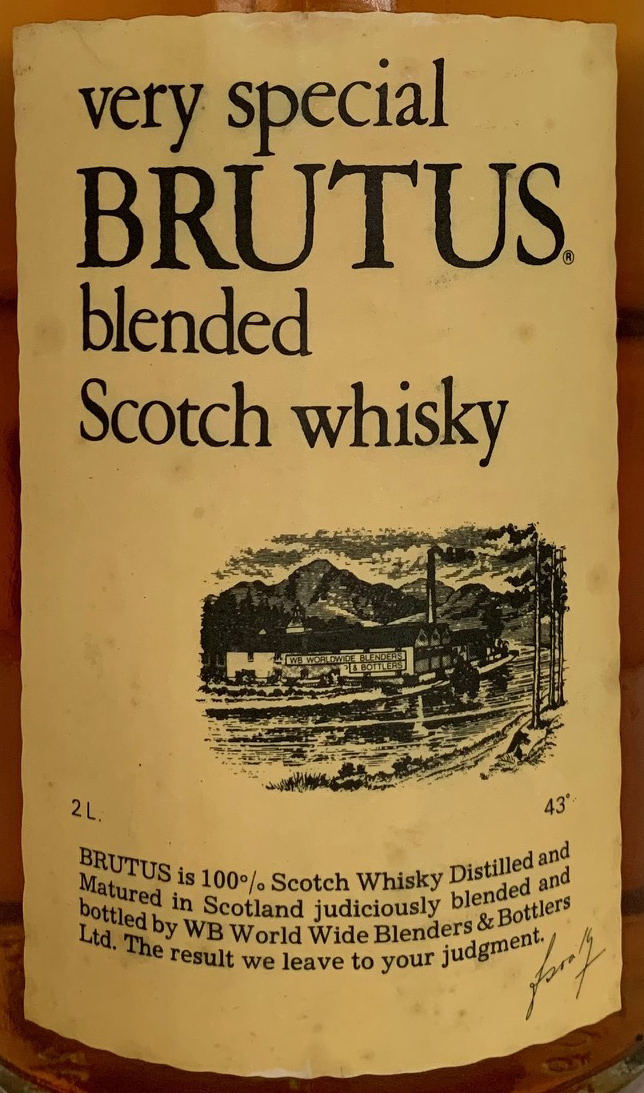 very special
BRUTUS®
blended
Scotch whisky
WB WORLDWIDE BLENDERS
& BOTTLERS
2 L.
43°
BRUTUS is 100% Scotch Whisky Distilled and
Matured in Scotland judiciously blended and
bottled by WB World Wide Blenders & Bottlers
Ltd. The result we leave to your judgment.